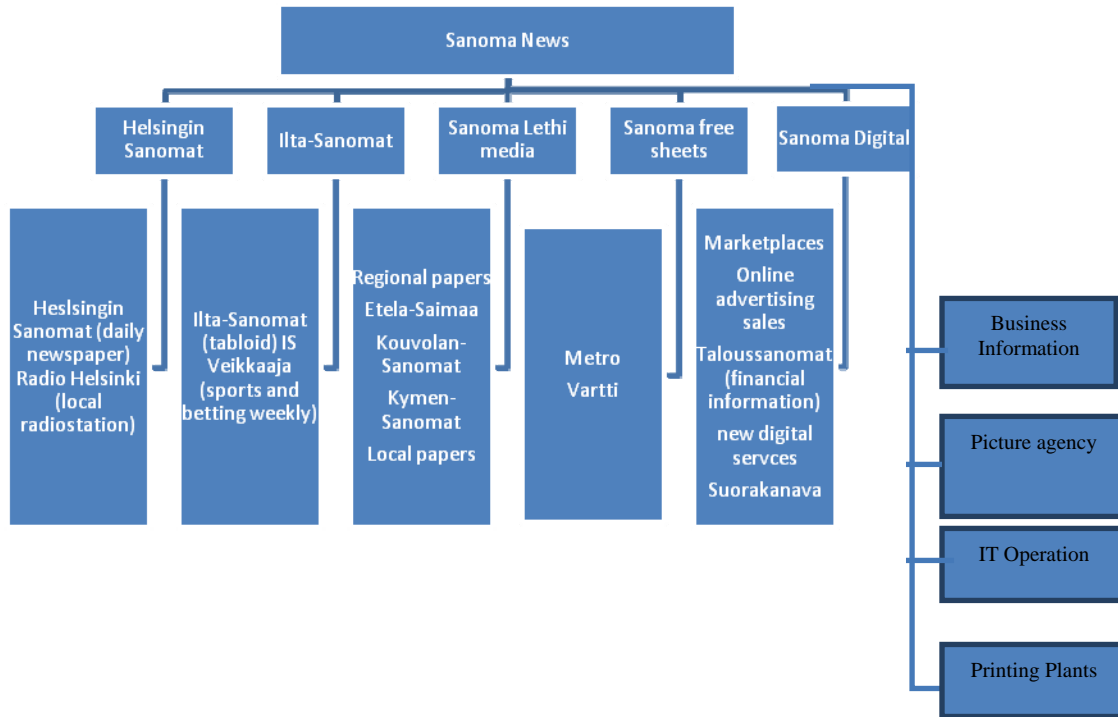 Sanoma News
Helsingin
Sanomat
Ilta-Sanomat
Sanoma Lethi
media
Sanoma free
sheets
Sanoma Digital
Heslsingin
Sanomat (daily
newspaper)
Radio Helsinki
(local
radiostation)
Ilta-Sanomat
(tabloid) IS
Veikkaaja
(sports and
betting weekly)
Regional papers
Etela-Saimaa
Kouvolan-
Sanomat
Kymen-
Sanomat
Local papers
Metro
Vartti
Marketplaces
Online
advertising
sales
Taloussanomat
(financial
information)
new digital
servces
Suorakanava
Business
Information
Picture agency
IT Operation
Printing Plants